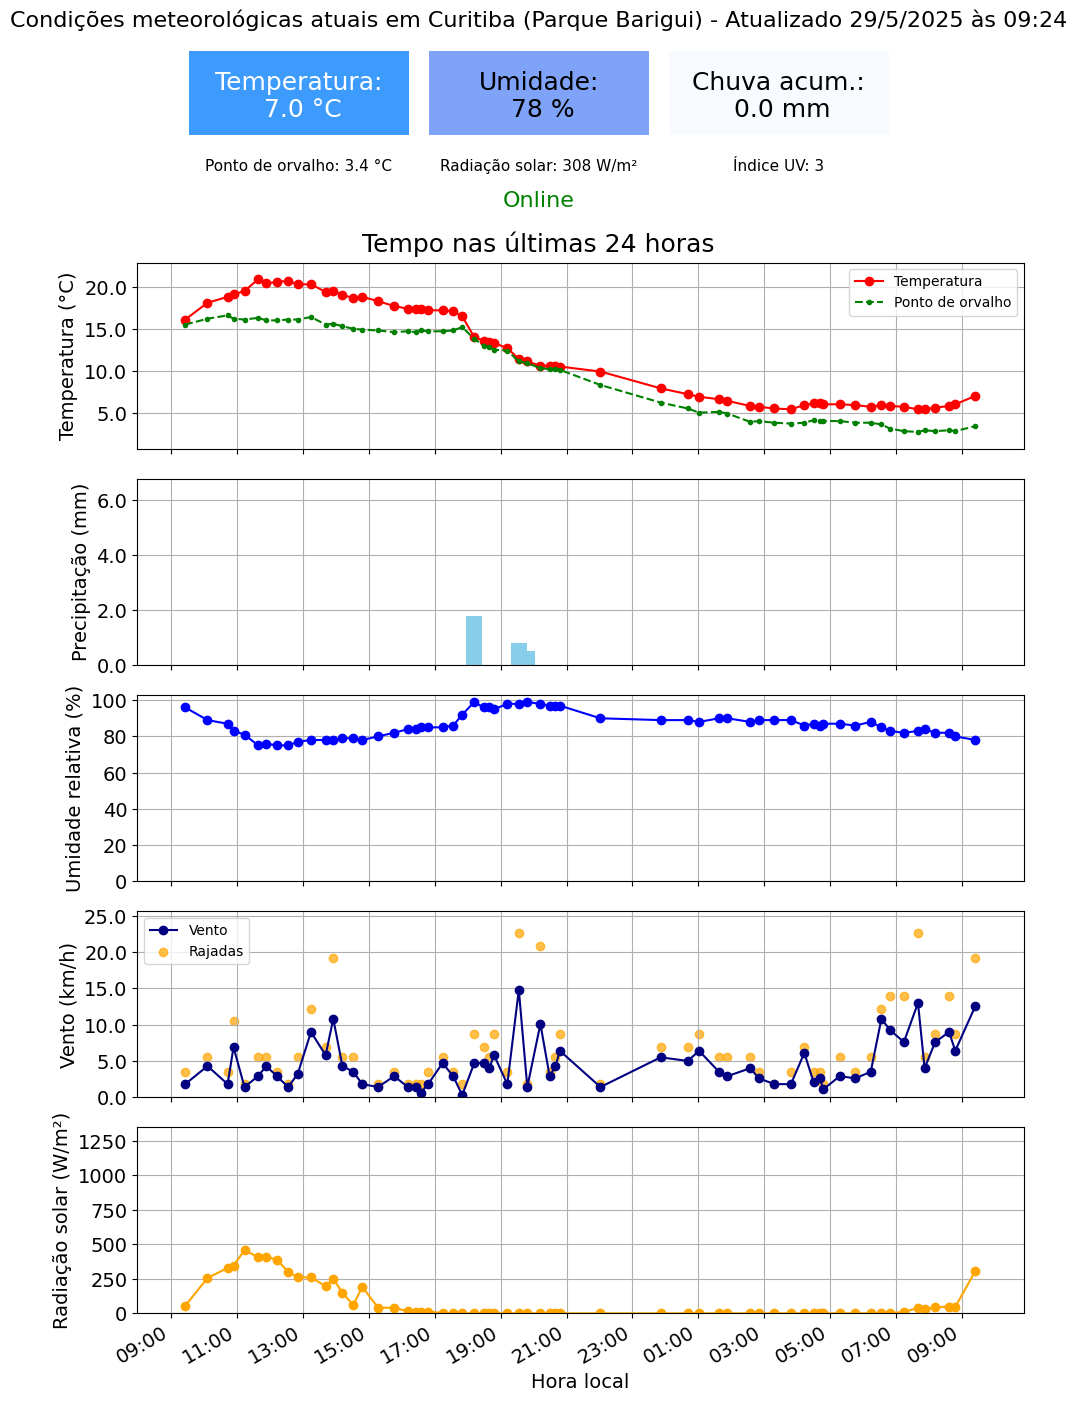 Condições meteorológicas atuais em Curitiba (Parque Barigui) - Atualizado 29/5/2025 às 09:24
Temperatura:
7.0 °C
Umidade:
78 %
Chuva acum.:
0.0 mm
Ponto de orvalho: 3.4 °C
Radiação solar: 308 W/m²
Índice UV: 3
Online
Tempo nas últimas 24 horas
Temperatura (°C)
20.0
15.0
10.0
5.0
Temperatura
Ponto de orvalho
Precipitação (mm)
6.0
4.0
2.0
0.0
Umidade relativa (%)
100
80
60
40
20
0
Vento (km/h)
25.0
20.0
15.0
10.0
5.0
0.0
Vento
Rajadas
Radiação solar (W/m²)
1250
1000
750
500
250
0
09:00
11:00
13:00
15:00
17:00
19:00
21:00
23:00
01:00
03:00
05:00
07:00
09:00
Hora local